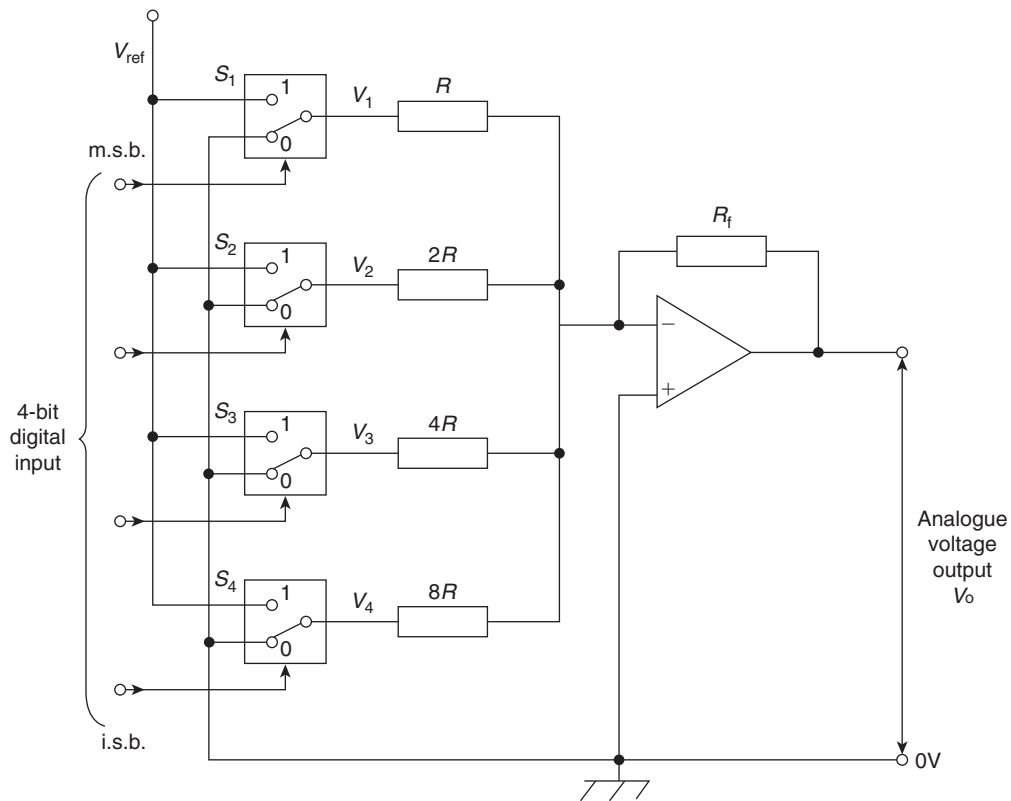 V_ref
S_1
1
V_1
R
0
m.s.b.
S_2
1
V_2
2R
0
R_f
−
+
4-bit
digital
input
S_3
1
V_3
4R
0
Analogue
voltage
output
V_o
S_4
1
V_4
8R
0
i.s.b.
0V